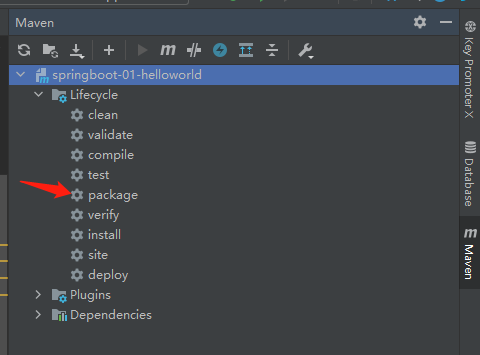 Maven
springboot-01-helloworld
Lifecycle
clean
validate
compile
test
package
verify
install
site
deploy
Plugins
Dependencies
Key Promoter X
Database
Maven